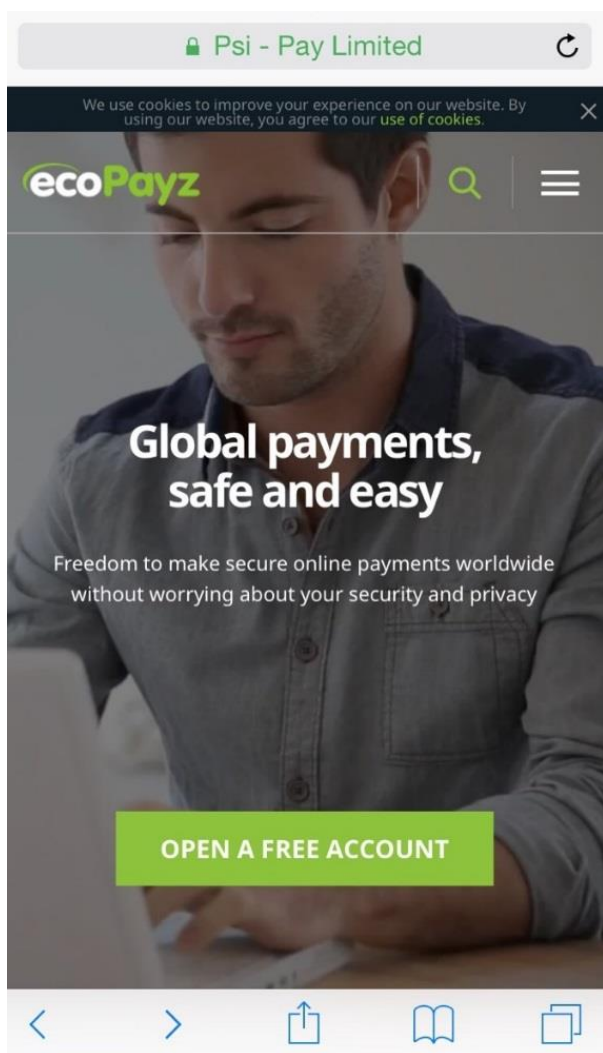 Psi - Pay Limited
We use cookies to improve your experience on our website. By
using our website, you agree to our use of cookies.
ecoPayz
Global payments,
safe and easy
Freedom to make secure online payments worldwide
without worrying about your security and privacy
OPEN A FREE ACCOUNT